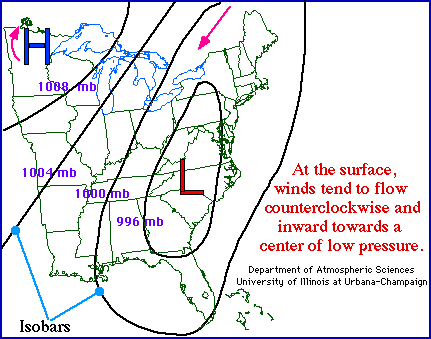 H
1008 mb
1004 mb
1000 mb
L
996 mb
At the surface,
winds tend to flow
counterclockwise and
inward towards a
center of low pressure.
Department of Atmospheric Sciences
University of Illinois at Urbana-Champaign
Isobars